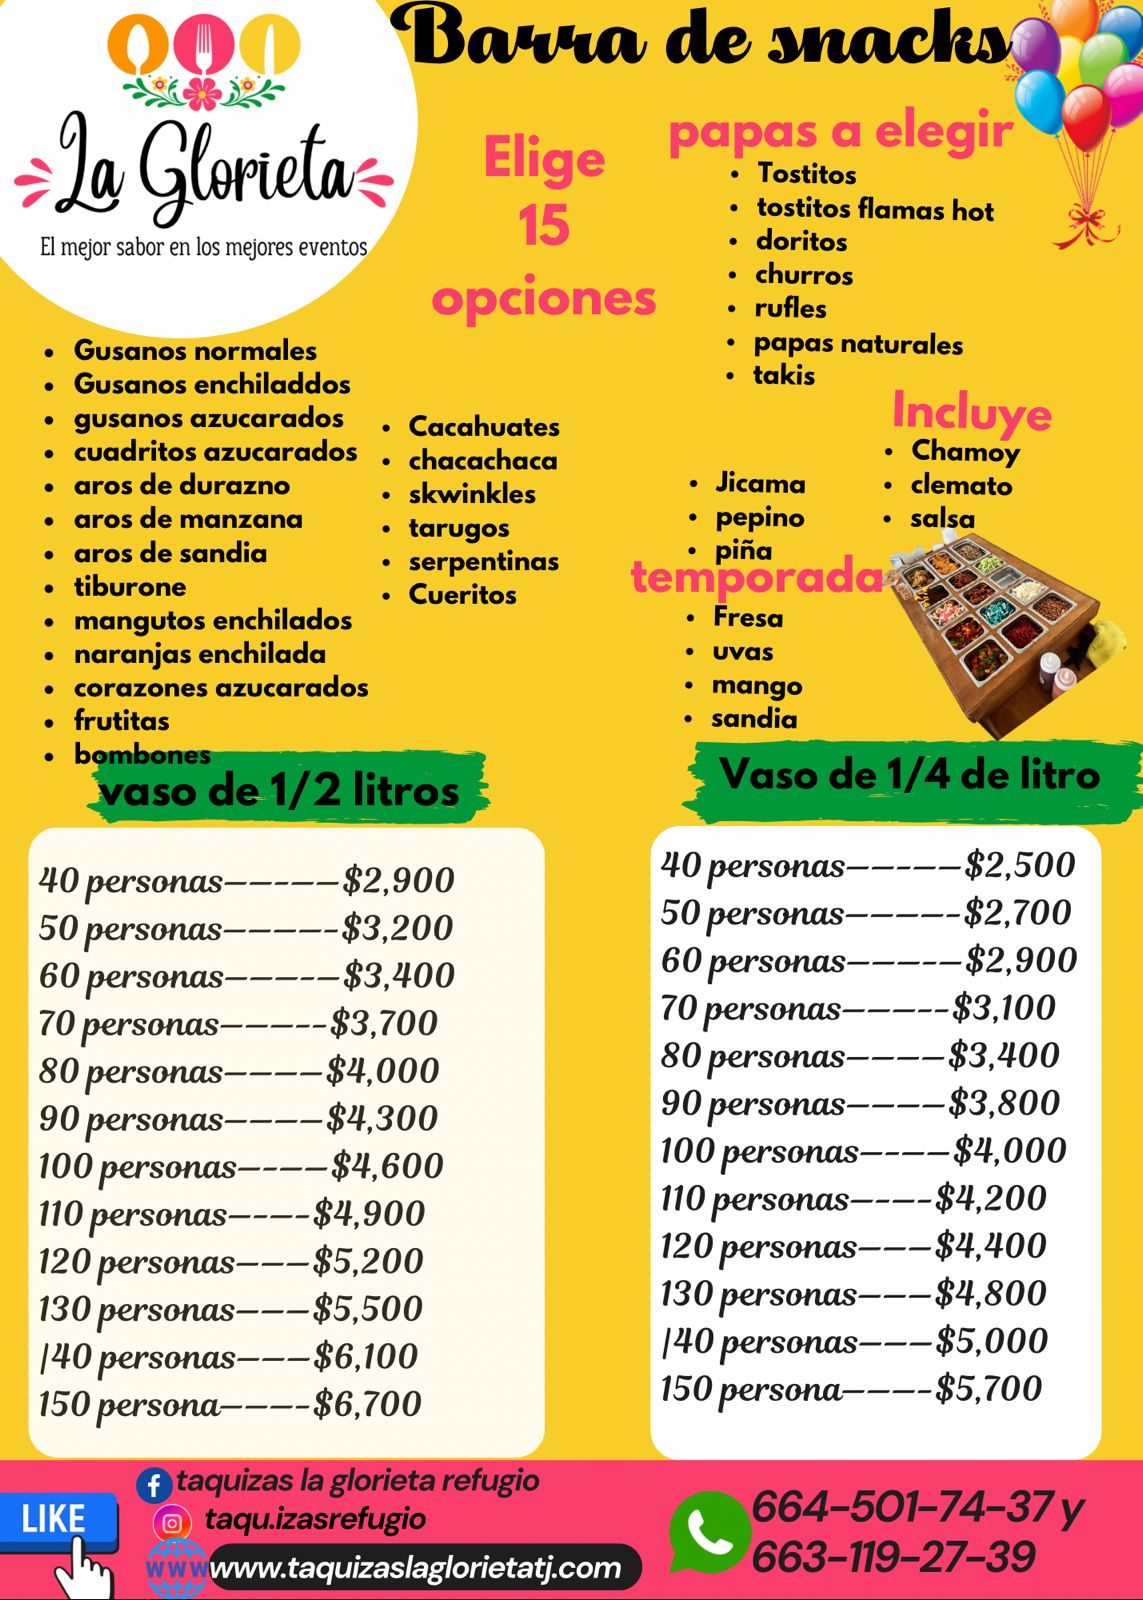 Barra de snacks
La Glorieta
El mejor sabor en los mejores eventos
Elige
15
opciones
papas a elegir
• Tostitos
• tostitos flamas hot
• doritos
• churros
• rufles
• papas naturales
• takis
Incluye
• Chamoy
• clemato
• salsa
• Gusanos normales
• Gusanos enchiladdos
• gusanos azucarados
• cuadritos azucarados
• aros de durazno
• aros de manzana
• aros de sandia
• tiburone
• mangutos enchilados
• naranjas enchilada
• corazones azucarados
• frutitas
• bombones
• Cacahuates
• chacachaca
• skwinkles
• tarugos
• serpentinas
• Cueritos
• Jicama
• pepino
• piña
temporada
• Fresa
• uvas
• mango
• sandia
vaso de 1/2 litros
40 personas------$2,900
50 personas------$3,200
60 personas------$3,400
70 personas-----$3,700
80 personas-----$4,000
90 personas-----$4,300
100 personas----$4,600
110 personas----$4,900
120 personas---$5,200
130 personas---$5,500
/40 personas---$6,100
150 persona----$6,700
Vaso de 1/4 de litro
40 personas------$2,500
50 personas------$2,700
60 personas------$2,900
70 personas-----$3,100
80 personas-----$3,400
90 personas-----$3,800
100 personas----$4,000
110 personas----$4,200
120 personas---$4,400
130 personas---$4,800
/40 personas---$5,000
150 persona----$5,700
LIKE
taquizas la glorieta refugio
taqu.izasrefugio
WWW
www.taquizaslaglorietatj.com
664-501-74-37 y
663-119-27-39